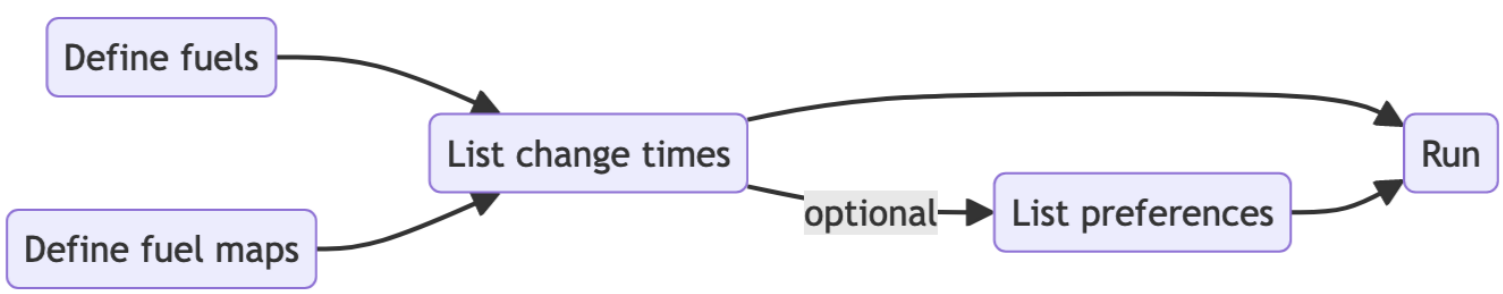 Define fuels
Define fuel maps
List change times
optional
List preferences
Run